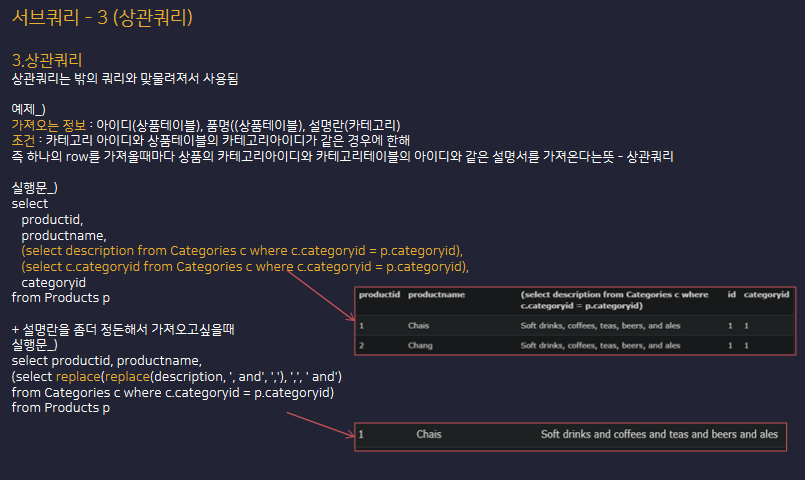 서브쿼리 - 3 (상관쿼리)
3.상관쿼리
상관쿼리는 밖의 쿼리와 맞물려져서 사용됨
예제_)
가져오는 정보 : 아이디(상품테이블), 품명((상품테이블), 설명란(카테고리)
조건 : 카테고리 아이디와 상품테이블의 카테고리아이디가 같은 경우에 한해
즉 하나의 row를 가져올때마다 상품의 카테고리아이디와 카테고리테이블의 아이디와 같은 설명서를 가져온다는뜻 - 상관쿼리
실행문_)
select
productid,
productname,
(select description from Categories c where c.categoryid = p.categoryid),
(select c.categoryid from Categories c where c.categoryid = p.categoryid),
categoryid
from Products p
productid productname (select description from Categories c where id categoryid
c.categoryid = p.categoryid)
1 Chais Soft drinks, coffees, teas, beers, and ales 1 1
2 Chang Soft drinks, coffees, teas, beers, and ales 1 1
+ 설명란을 좀더 정돈해서 가져오고싶을때
실행문_)
select productid, productname,
(select replace(replace(description, ', and', ','), ',', ' and')
from Categories c where c.categoryid = p.categoryid)
from Products p
1 Chais Soft drinks and coffees and teas and beers and ales